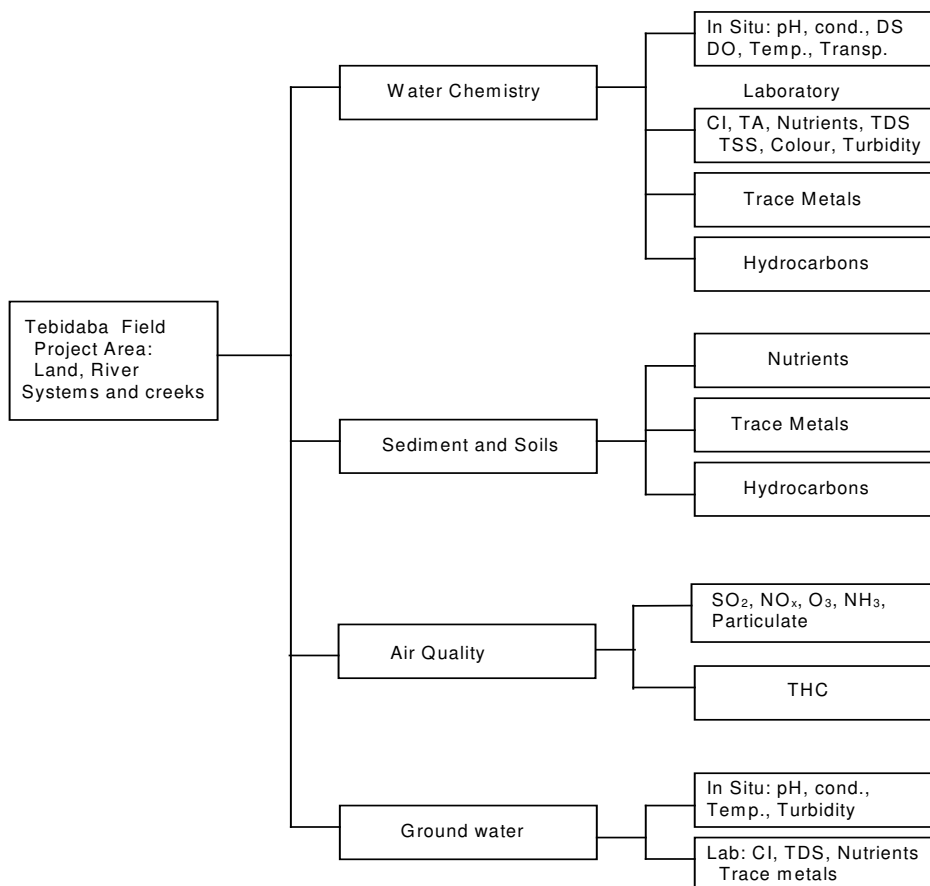 In Situ: pH, cond., DS
DO, Temp., Transp.
Water Chemistry
Laboratory
CI, TA, Nutrients, TDS
TSS, Colour, Turbidity
Trace Metals
Hydrocarbons
Tebidaba Field
Project Area:
Land, River
Systems and creeks
Nutrients
Trace Metals
Sediment and Soils
Hydrocarbons
SO₂, NOₓ, O₃, NH₃,
Particulate
Air Quality
THC
In Situ: pH, cond.,
Temp., Turbidity
Ground water
Lab: CI, TDS, Nutrients
Trace metals